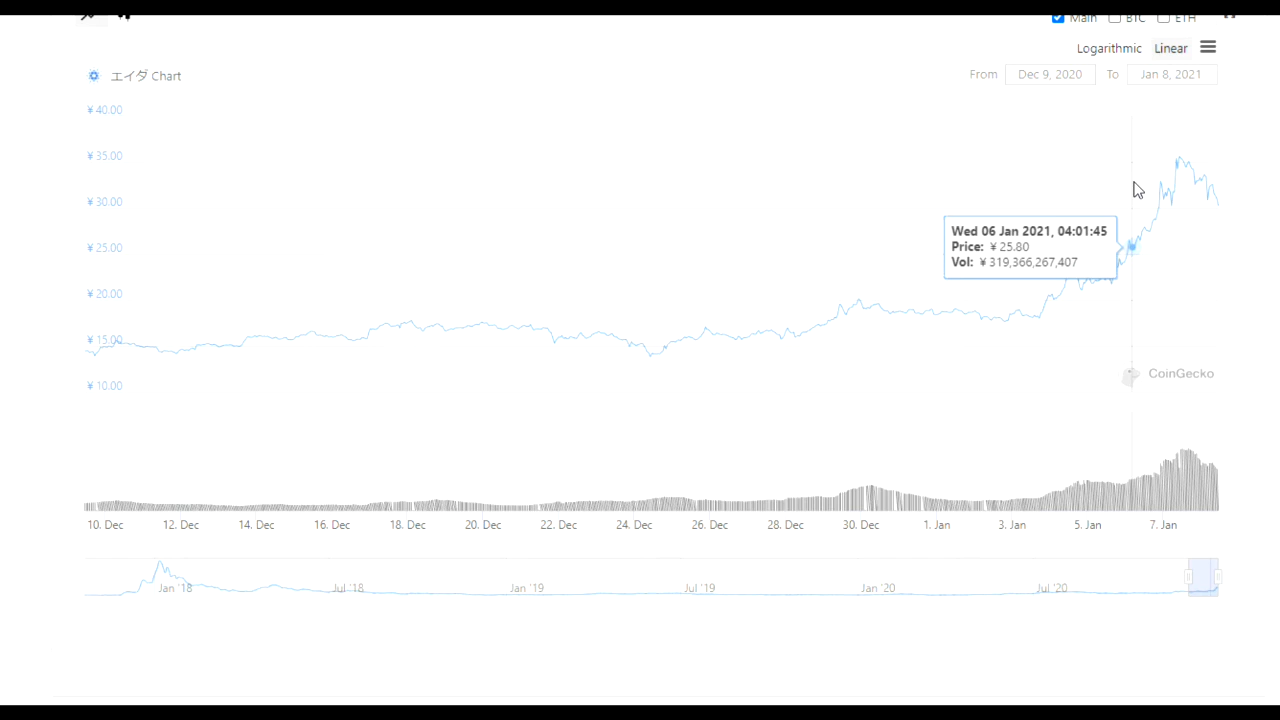 Main BTC ETH
Logarithmic Linear
エイダ Chart
From Dec 9, 2020 To Jan 8, 2021
¥ 40.00
¥ 35.00
¥ 30.00
¥ 25.00
¥ 20.00
¥ 15.00
¥ 10.00
Wed 06 Jan 2021, 04:01:45
Price: ¥ 25.80
Vol: ¥ 319,366,267,407
CoinGecko
10. Dec 12. Dec 14. Dec 16. Dec 18. Dec 20. Dec 22. Dec 24. Dec 26. Dec 28. Dec 30. Dec 1. Jan 3. Jan 5. Jan 7. Jan
Jan '18 Jul '18 Jan '19 Jul '19 Jan '20 Jul '20